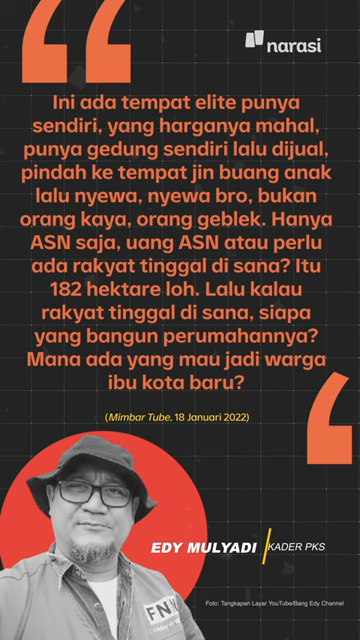 narasi
Ini ada tempat elite punya
sendiri, yang harganya mahal,
punya gedung sendiri lalu dijual,
pindah ke tempat jin buang anak
lalu nyewa, nyewa bro, bukan
orang kaya, orang geblek. Hanya
ASN saja, uang ASN atau perlu
ada rakyat tinggal di sana? Itu
182 hektare loh. Lalu kalau
rakyat tinggal di sana, siapa
yang bangun perumahannya?
Mana ada yang mau jadi warga
ibu kota baru?
(Mimbar Tube, 18 Januari 2022)
EDY MULYADI / KADER PKS
Foto: Tangkapan Layar YouTube/Bang Edy Channel